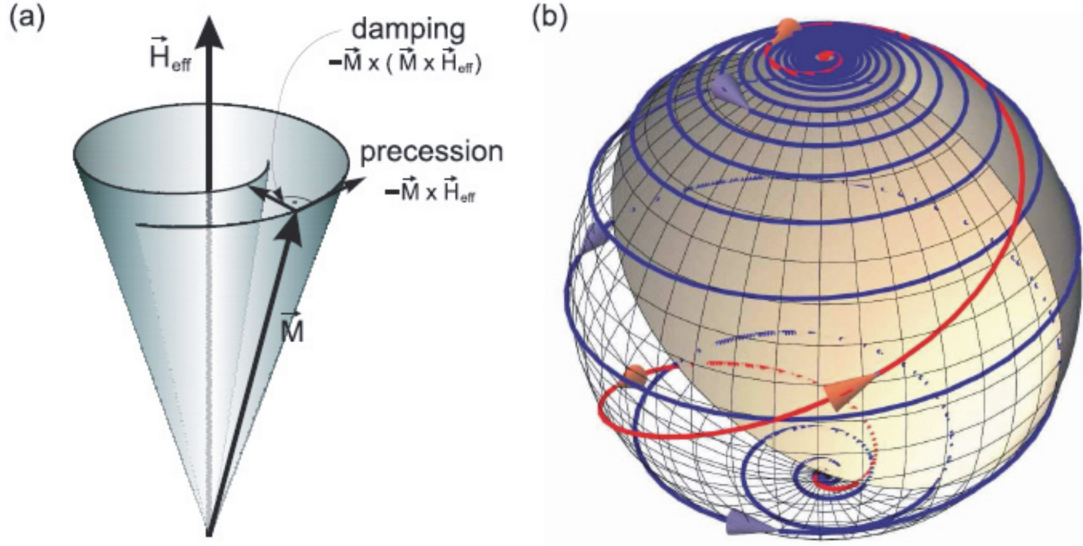 (a)
H⃗eff
damping
−M⃗ x ( M⃗ x H⃗eff)
precession
−M⃗ x H⃗eff
M⃗
(b)